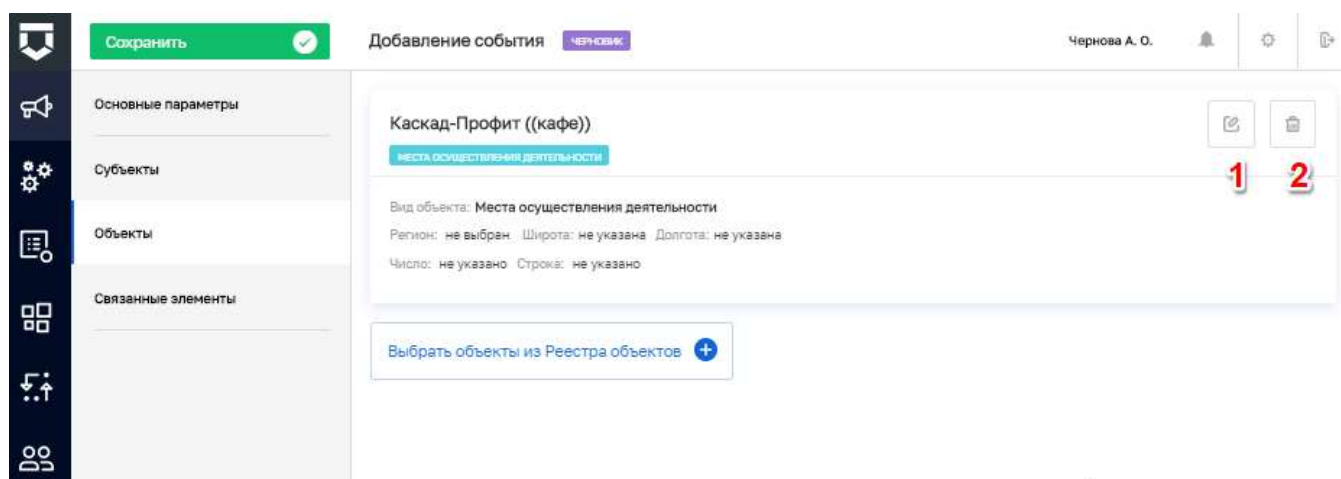 Сохранить
Добавление события ЧЕРНОВИК
Чернова А. О.
Основные параметры
Субъекты
Объекты
Связанные элементы
Каскад-Профит ((кафе))
МЕСТА ОСУЩЕСТВЛЕНИЯ ДЕЯТЕЛЬНОСТИ
1 2
Вид объекта: Места осуществления деятельности
Регион: не выбран Широта: не указана Долгота: не указана
Число: не указано Строка: не указано
Выбрать объекты из Реестра объектов